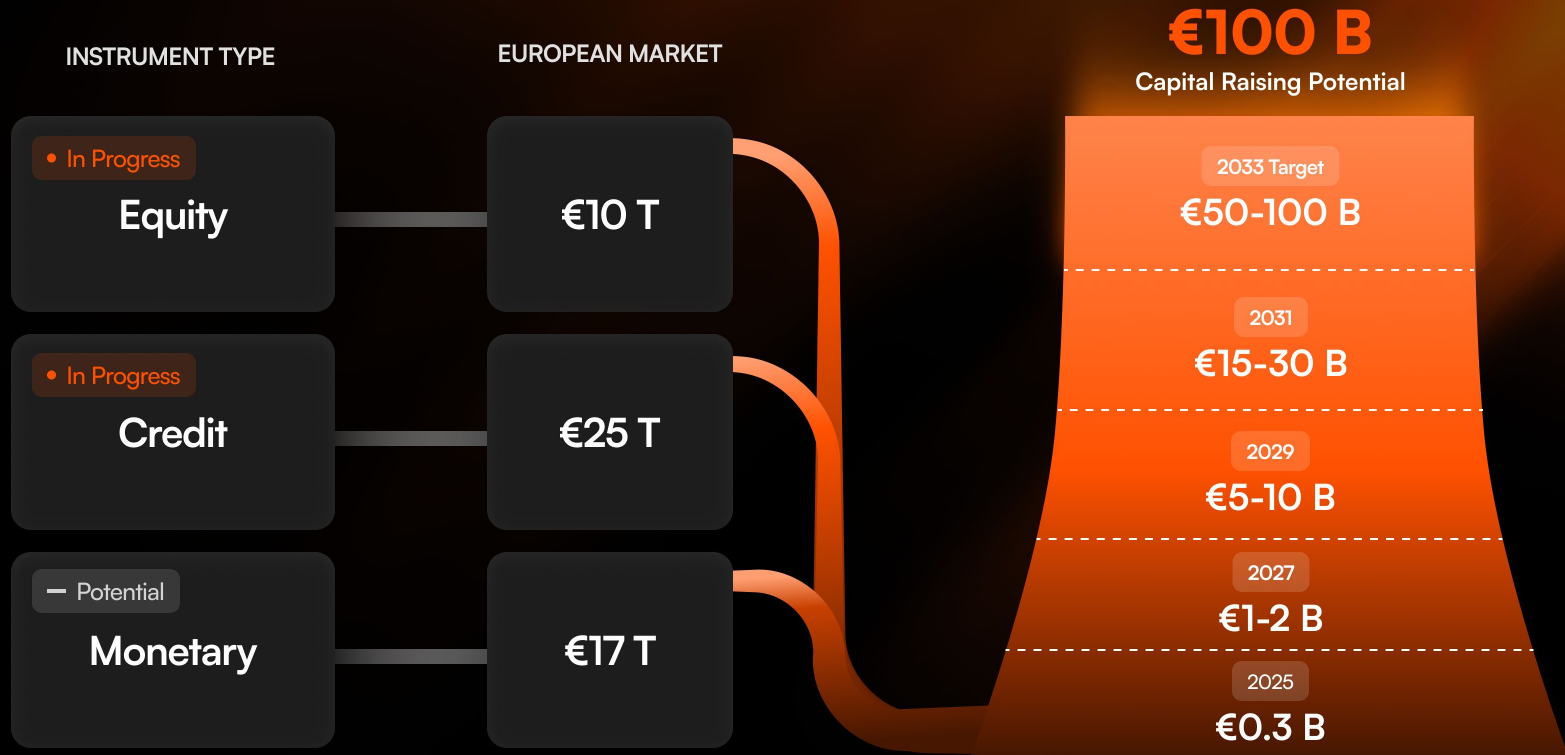 INSTRUMENT TYPE
EUROPEAN MARKET
€100 B
Capital Raising Potential
In Progress
Equity
€10 T
In Progress
Credit
€25 T
Potential
Monetary
€17 T
2033 Target
€50-100 B
2031
€15-30 B
2029
€5-10 B
2027
€1-2 B
2025
€0.3 B